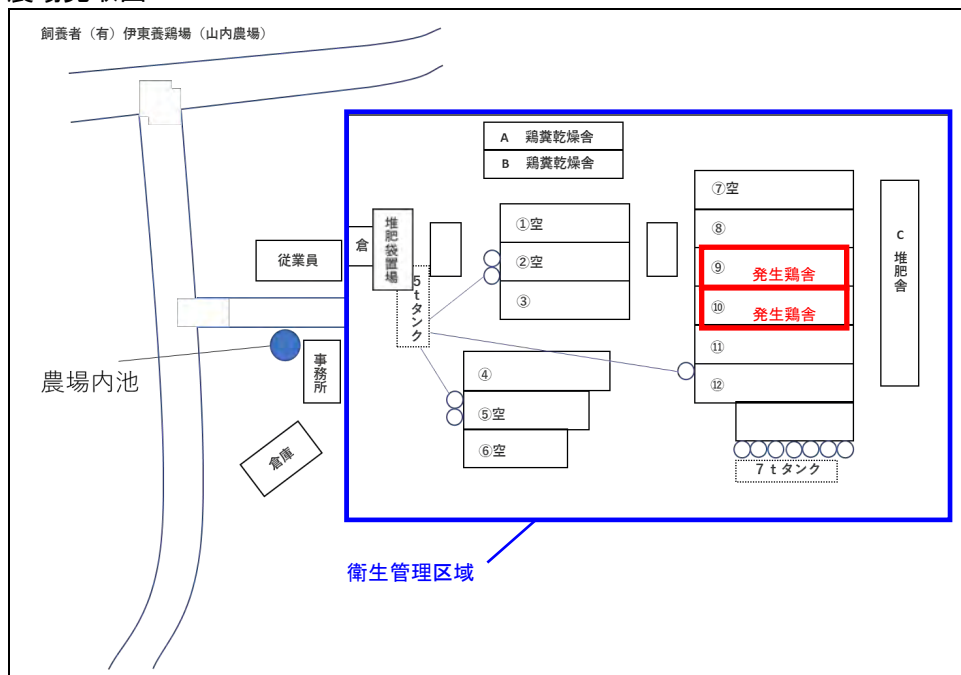 飼養者（有）伊東養鶏場（山内農場）
A 鶏糞乾燥舎
B 鶏糞乾燥舎
①空
②空
③
④
⑤空
⑥空
⑦空
⑧
⑨ 発生鶏舎
⑩ 発生鶏舎
⑪
⑫
C 堆肥舎
倉
堆肥袋置場
5tタンク
従業員
事務所
農場内池
倉庫
7tタンク
衛生管理区域